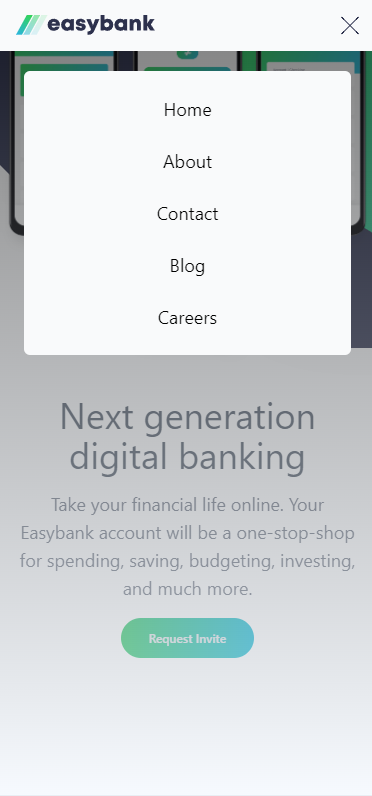 easybank
Home
About
Contact
Blog
Careers
Next generation
digital banking
Take your financial life online. Your
Easybank account will be a one-stop-shop
for spending, saving, budgeting, investing,
and much more.
Request Invite